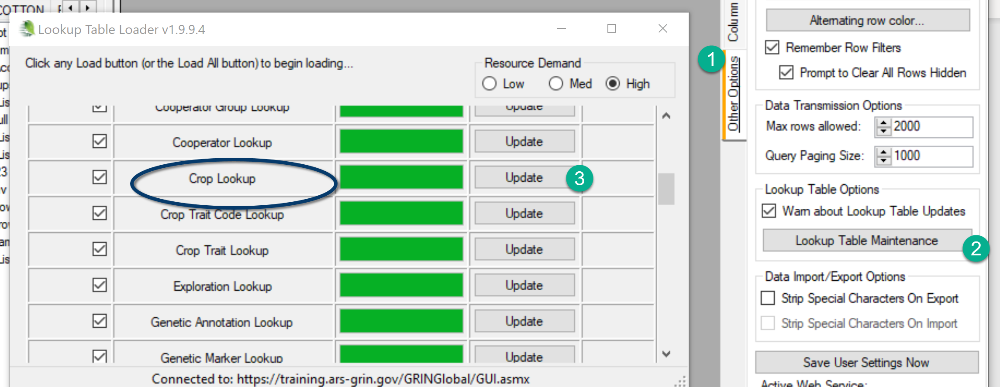 COTTON
Lookup Table Loader v1.9.9.4
Click any Load button (or the Load All button) to begin loading...
Resource Demand
Low
Med
High
Cooperator Group Lookup
Update
Cooperator Lookup
Update
Crop Lookup
Update
3
Crop Trait Code Lookup
Update
Crop Trait Lookup
Update
Exploration Lookup
Update
Genetic Annotation Lookup
Update
Genetic Marker Lookup
Update
Connected to: https://training.ars-grin.gov/GRINGlobal/GUI.asmx
Column
1
Other Options
Alternating row color...
Remember Row Filters
Prompt to Clear All Rows Hidden
Data Transmission Options
Max rows allowed:
2000
Query Paging Size:
1000
Lookup Table Options
Warn about Lookup Table Updates
Lookup Table Maintenance
2
Data Import/Export Options
Strip Special Characters On Export
Strip Special Characters On Import
Save User Settings Now
Active Web Service: